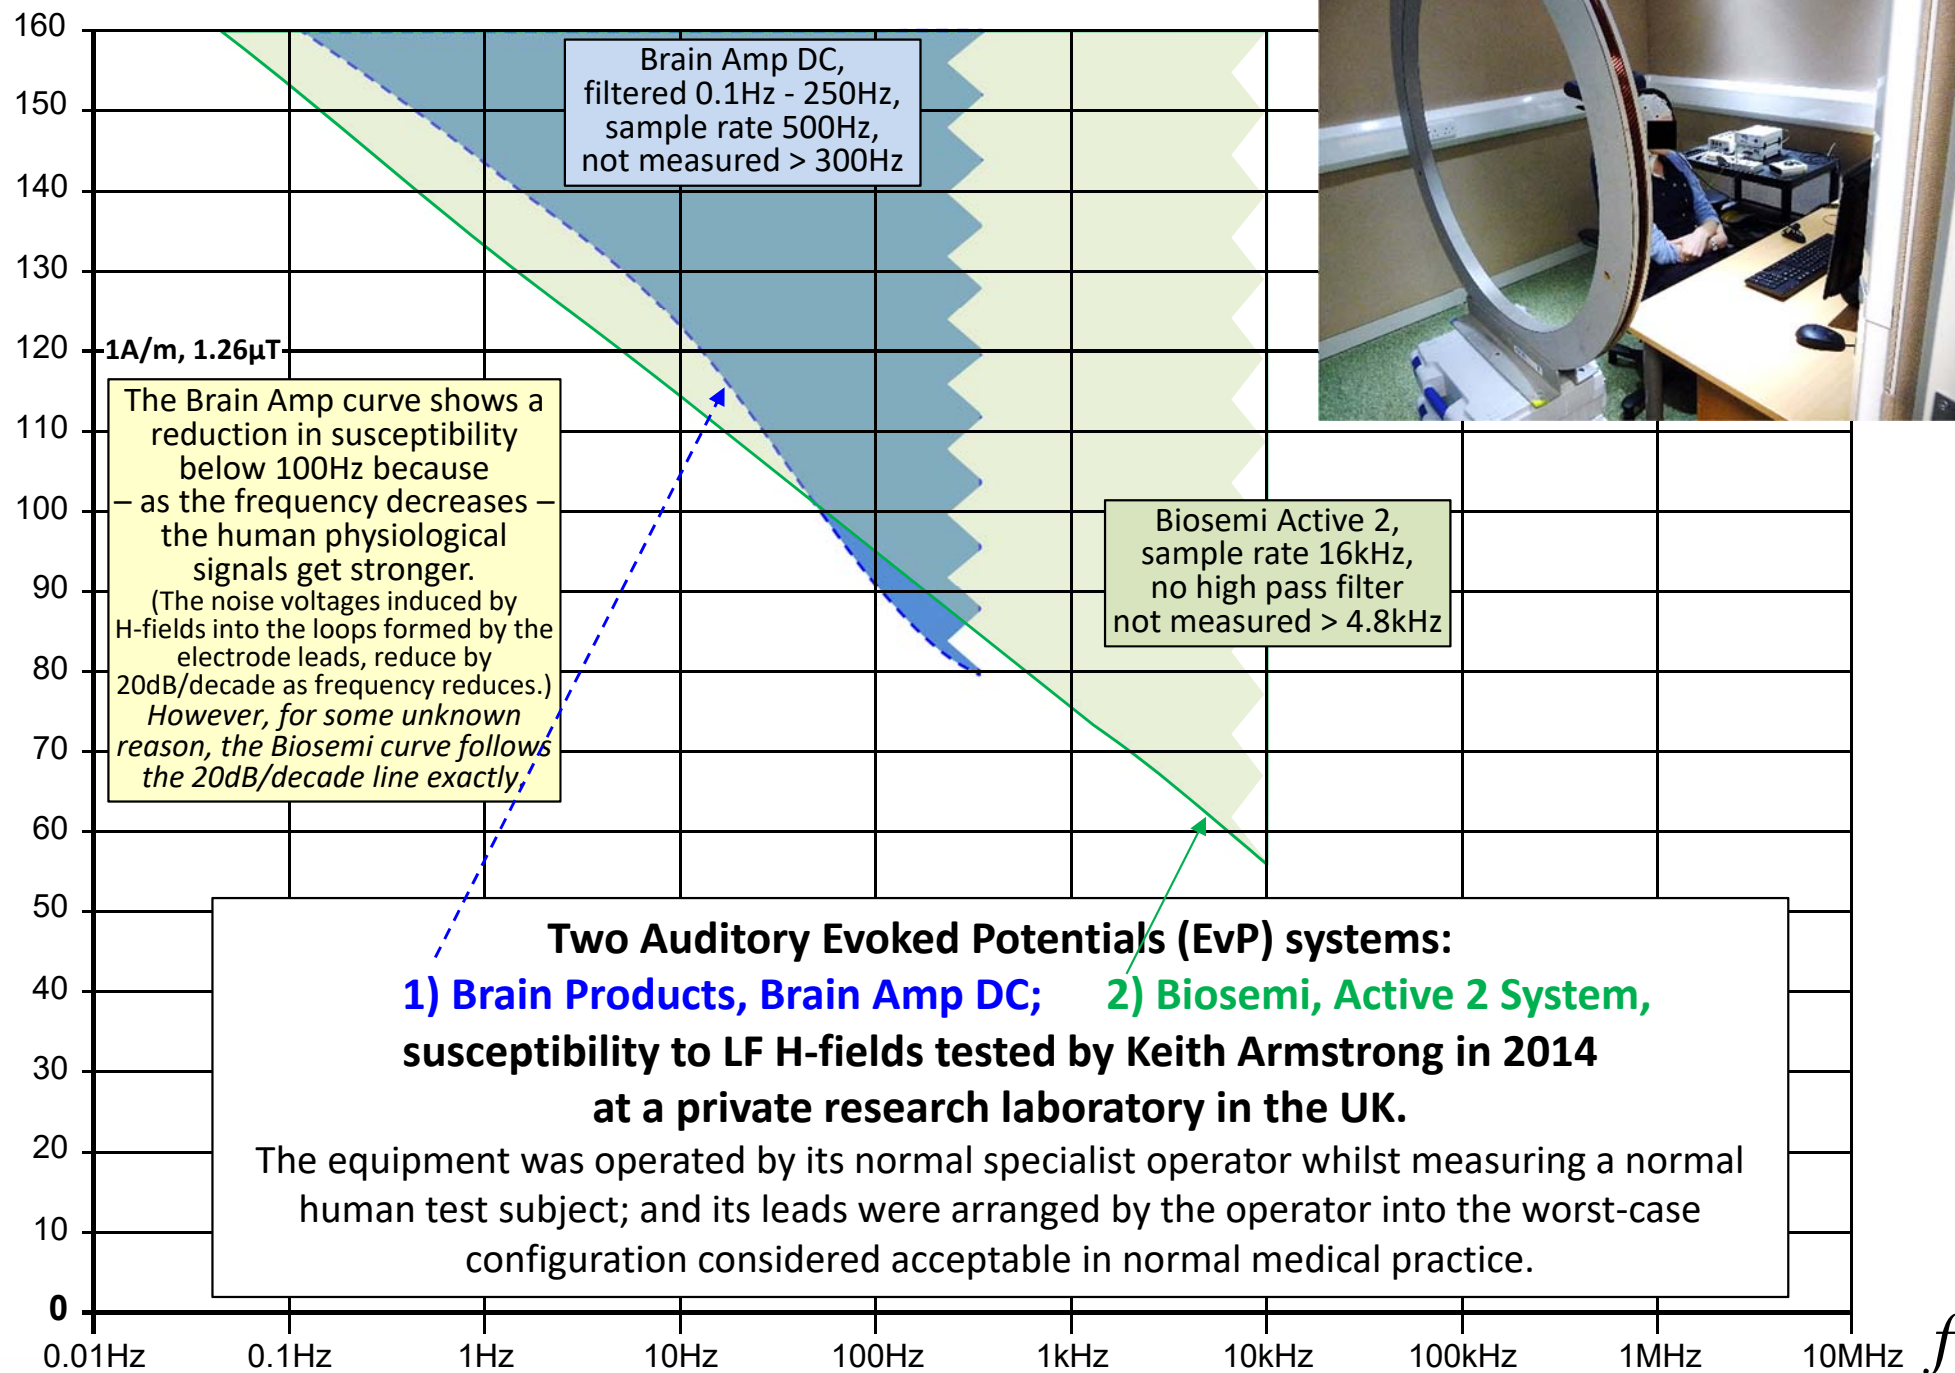 160
150
140
130
120
110
100
90
80
70
60
50
40
30
20
10
0
0.01Hz
0.1Hz
1Hz
10Hz
100Hz
1kHz
10kHz
100kHz
1MHz
10MHz
f
Brain Amp DC,
filtered 0.1Hz - 250Hz,
sample rate 500Hz,
not measured > 300Hz
1A/m, 1.26µT
The Brain Amp curve shows a
reduction in susceptibility
below 100Hz because
– as the frequency decreases –
the human physiological
signals get stronger.
(The noise voltages induced by
H-fields into the loops formed by the
electrode leads, reduce by
20dB/decade as frequency reduces.)
However, for some unknown
reason, the Biosemi curve follows
the 20dB/decade line exactly.
Biosemi Active 2,
sample rate 16kHz,
no high pass filter
not measured > 4.8kHz
Two Auditory Evoked Potentials (EvP) systems:
1) Brain Products, Brain Amp DC; 2) Biosemi, Active 2 System,
susceptibility to LF H-fields tested by Keith Armstrong in 2014
at a private research laboratory in the UK.
The equipment was operated by its normal specialist operator whilst measuring a normal
human test subject; and its leads were arranged by the operator into the worst-case
configuration considered acceptable in normal medical practice.